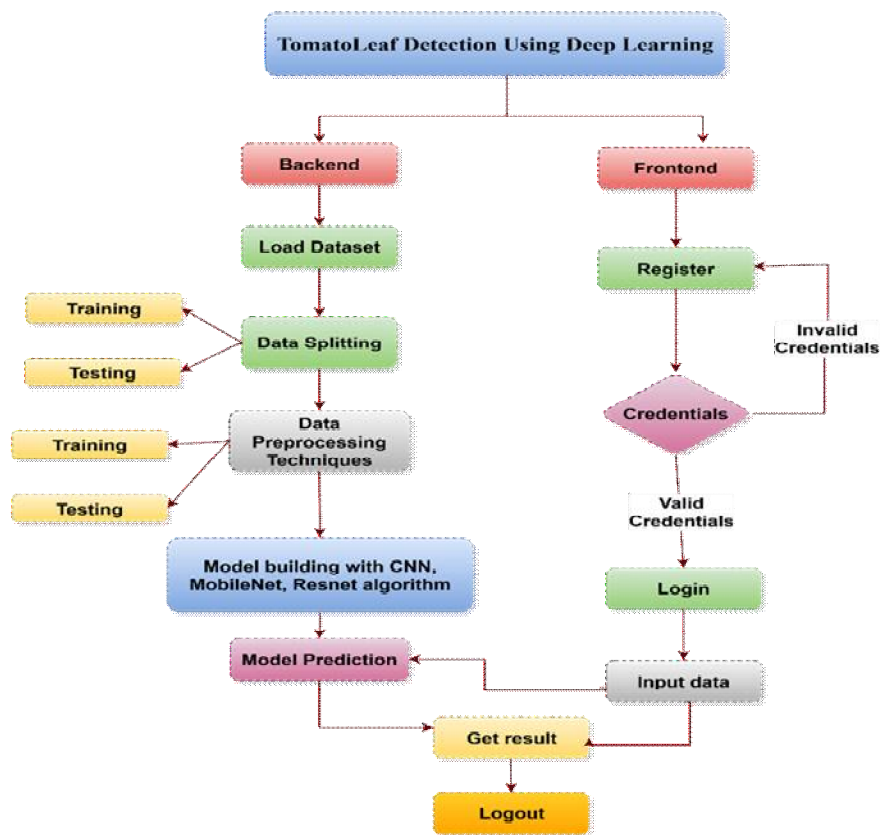 TomatoLeaf Detection Using Deep Learning
Backend
Frontend
Load Dataset
Register
Training
Invalid
Credentials
Data Splitting
Testing
Credentials
Data
Preprocessing
Techniques
Training
Testing
Valid
Credentials
Model building with CNN,
MobileNet, Resnet algorithm
Login
Model Prediction
Input data
Get result
Logout